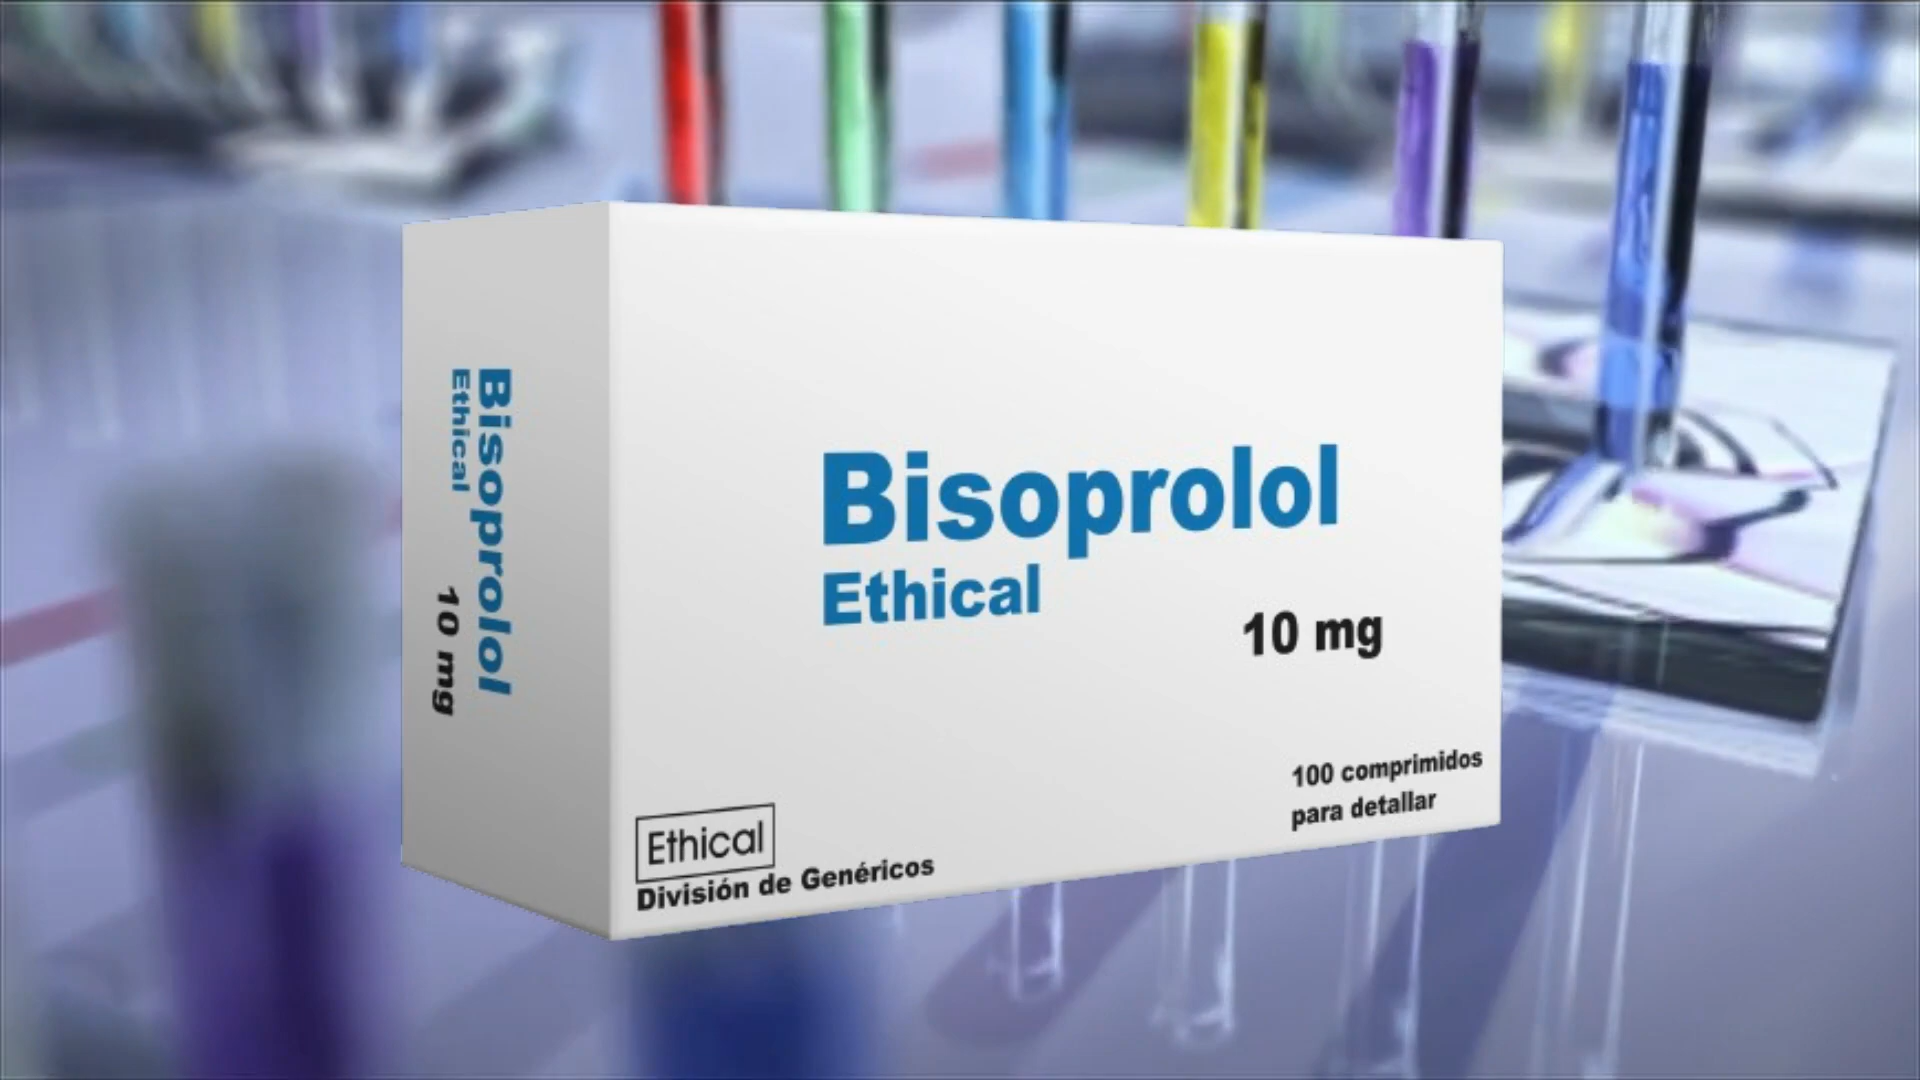 Bisoprolol
Ethical
10 mg
Bisoprolol
Ethical
10 mg
100 comprimidos
para detallar
Ethical
División de Genéricos